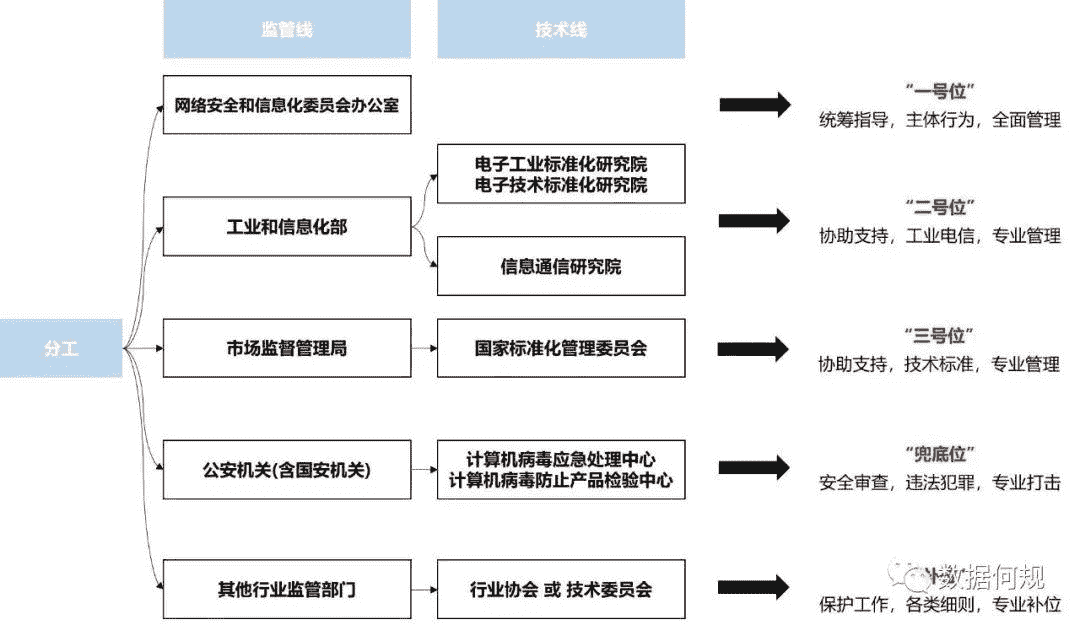 监管线
技术线
网络安全和信息化委员会办公室
“一号位”
统筹指导，主体行为，全面管理
电子工业标准化研究院
电子技术标准化研究院
工业和信息化部
“二号位”
协助支持，工业电信，专业管理
信息通信研究院
分工
市场监督管理局
国家标准化管理委员会
“三号位”
协助支持，技术标准，专业管理
公安机关(含国安机关)
计算机病毒应急处理中心
计算机病毒防止产品检验中心
“兜底位”
安全审查，违法犯罪，专业打击
其他行业监管部门
行业协会 或 技术委员会
数据何规
保护工作，各类细则，专业补位